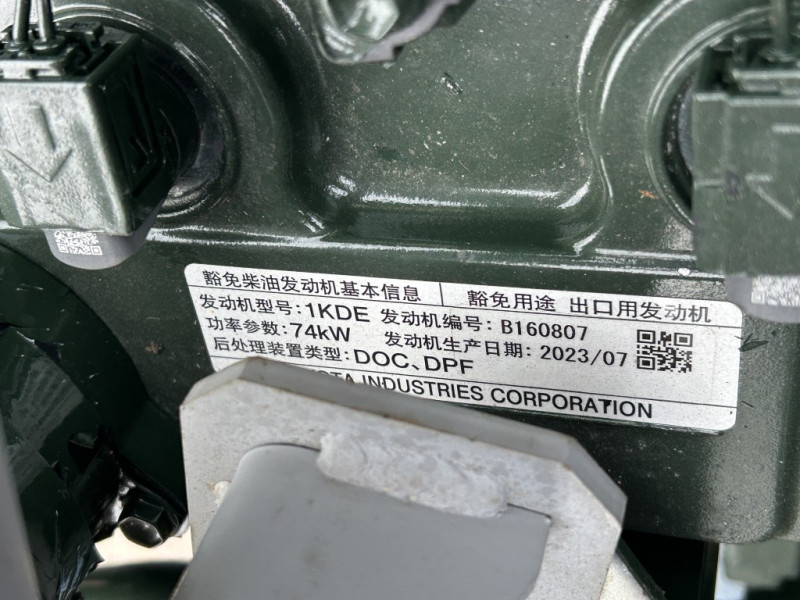 豁免柴油发动机基本信息 豁免用途 出口用发动机
发动机型号:1KDE 发动机编号: B160807
功率参数:74kW 发动机生产日期: 2023/07
后处理装置类型: DOC、DPF
INDUSTRIES CORPORATION